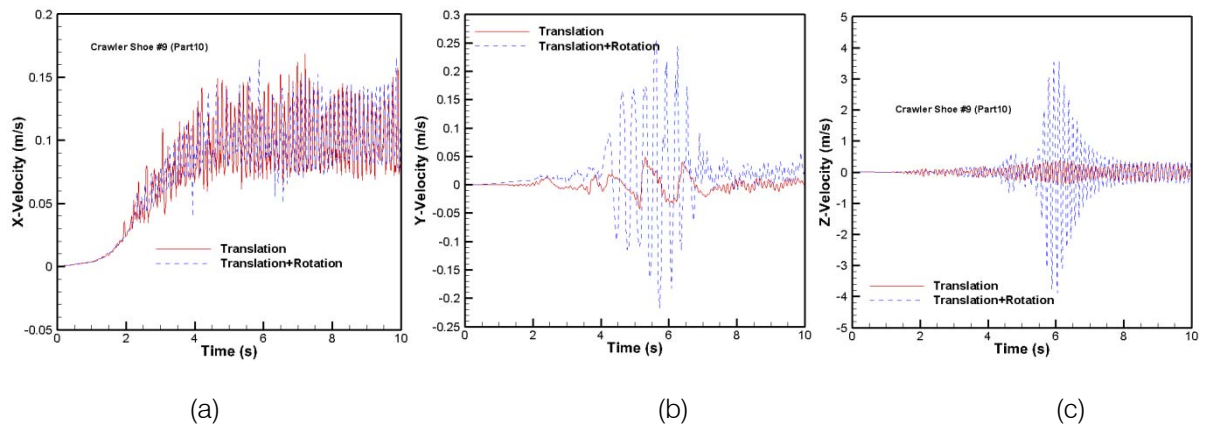 0.2
0.15
0.1
0.05
0
-0.05
X-Velocity (m/s)
Crawler Shoe #9 (Part10)
Translation
Translation+Rotation
0
2
4
6
8
10
Time (s)
(a)
0.3
0.25
0.2
0.15
0.1
0.05
0
-0.05
-0.1
-0.15
-0.2
-0.25
Y-Velocity (m/s)
Translation
Translation+Rotation
0
2
4
6
8
10
Time (s)
(b)
5
4
3
2
1
0
-1
-2
-3
-4
-5
Z-Velocity (m/s)
Crawler Shoe #9 (Part10)
Translation
Translation+Rotation
0
2
4
6
8
10
Time (s)
(c)